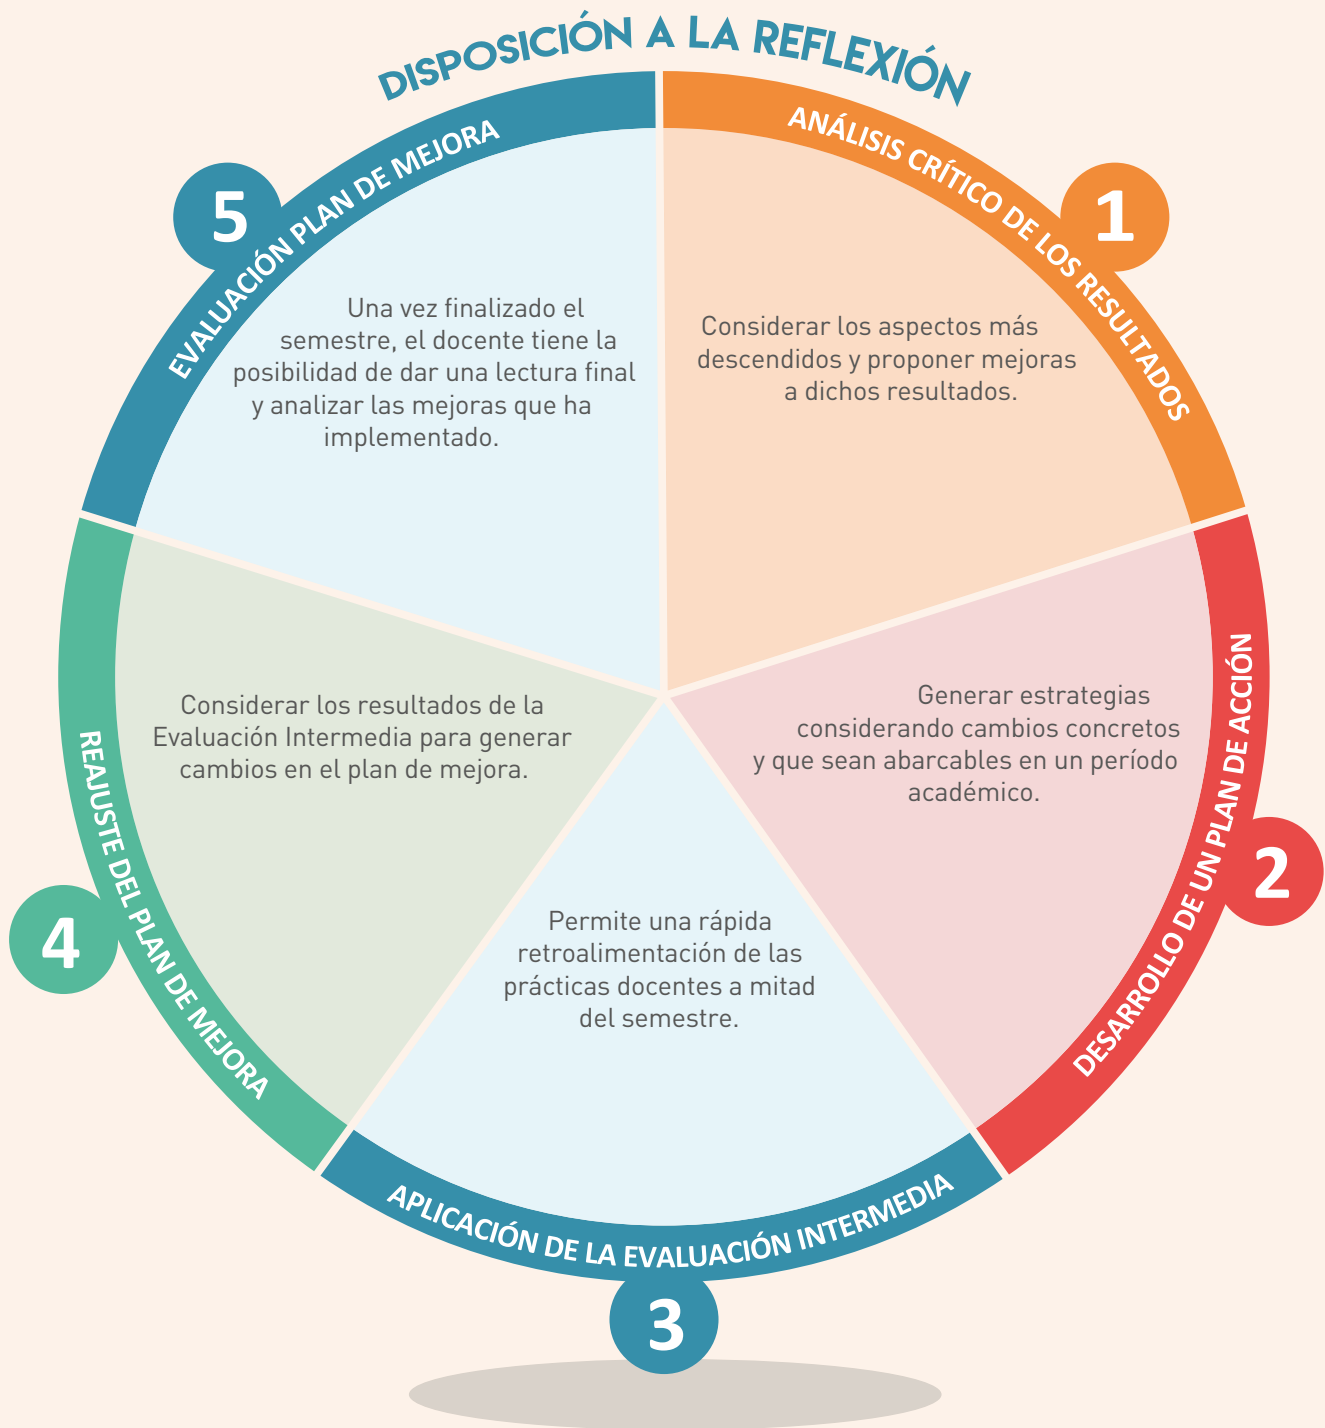 DISPOSICIÓN A LA REFLEXIÓN
1
ANÁLISIS CRÍTICO DE LOS RESULTADOS
Considerar los aspectos más
descendidos y proponer mejoras
a dichos resultados.
2
DESARROLLO DE UN PLAN DE ACCIÓN
Generar estrategias
considerando cambios concretos
y que sean abarcables en un período
académico.
3
APLICACIÓN DE LA EVALUACIÓN INTERMEDIA
Permite una rápida
retroalimentación de las
prácticas docentes a mitad
del semestre.
4
REAJUSTE DEL PLAN DE MEJORA
Considerar los resultados de la
Evaluación Intermedia para generar
cambios en el plan de mejora.
5
EVALUACIÓN PLAN DE MEJORA
Una vez finalizado el
semestre, el docente tiene la
posibilidad de dar una lectura final
y analizar las mejoras que ha
implementado.